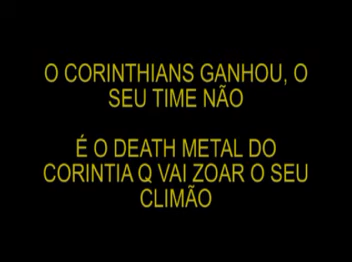 O CORINTHIANS GANHOU, O
SEU TIME NÃO
É O DEATH METAL DO
CORINTIA Q VAI ZOAR O SEU
CLIMÃO